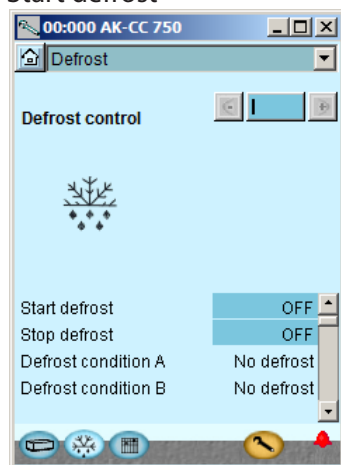 Start defrost
00:000 AK-CC 750
Defrost
Defrost control
Start defrost OFF
Stop defrost OFF
Defrost condition A No defrost
Defrost condition B No defrost